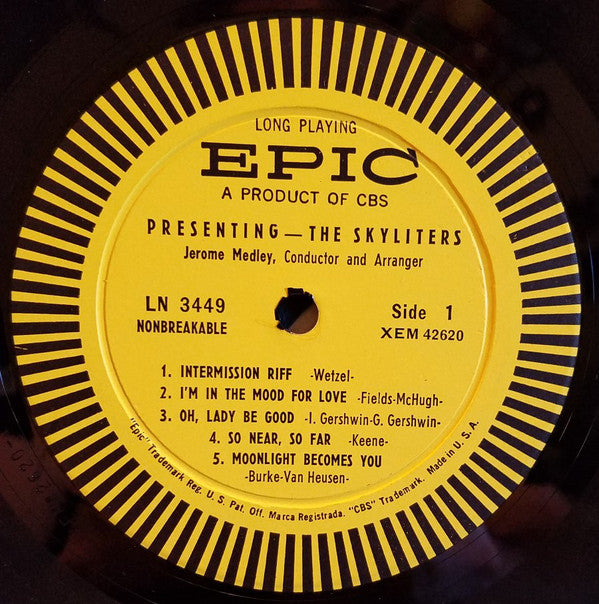 LONG PLAYING
EPIC
A PRODUCT OF CBS
PRESENTING—THE SKYLITERS
Jerome Medley, Conductor and Arranger
LN 3449
NONBREAKABLE
Side 1
XEM 42620
1. INTERMISSION RIFF -Wetzel-
2. I'M IN THE MOOD FOR LOVE -Fields-McHugh-
3. OH, LADY BE GOOD -I. Gershwin-G. Gershwin-
4. SO NEAR, SO FAR -Keene-
5. MOONLIGHT BECOMES YOU
-Burke-Van Heusen-
"Epic" Trademark Reg. U. S. Pat. Off. Marca Registrada. "CBS" Trademark. Made in U. S. A.